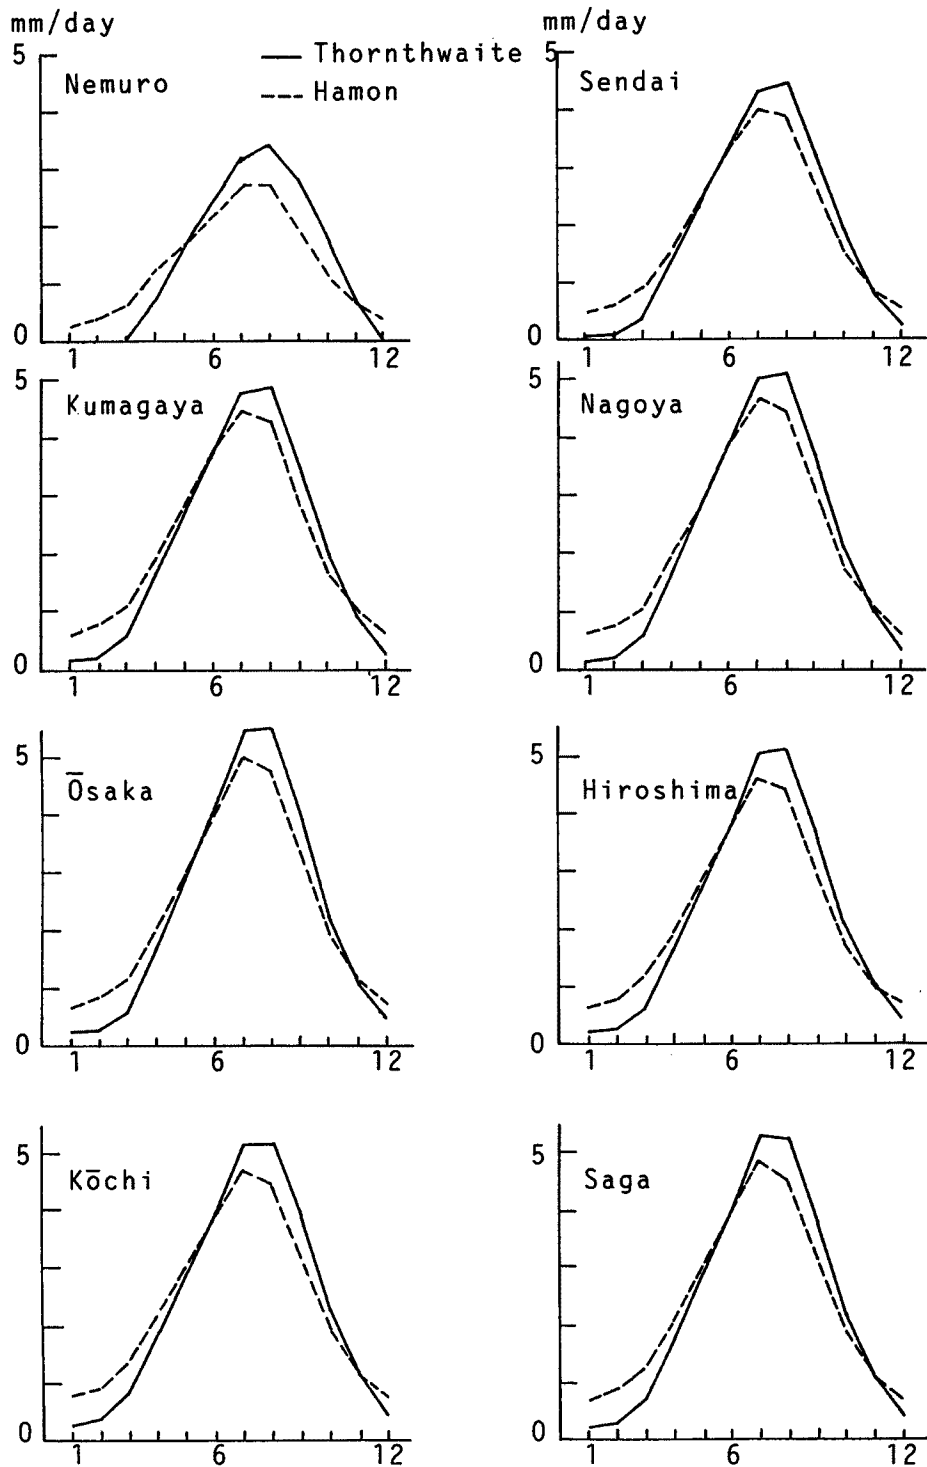 mm/day mm/day
5 Nemuro Thornthwaite 5 Sendai
Hamon
0 0
1 6 12 1 6 12
5 Kumagaya 5 Nagoya
0 0
1 6 12 1 6 12
5 Ōsaka 5 Hiroshima
0 0
1 6 12 1 6 12
5 Kōchi 5 Saga
0 0
1 6 12 1 6 12